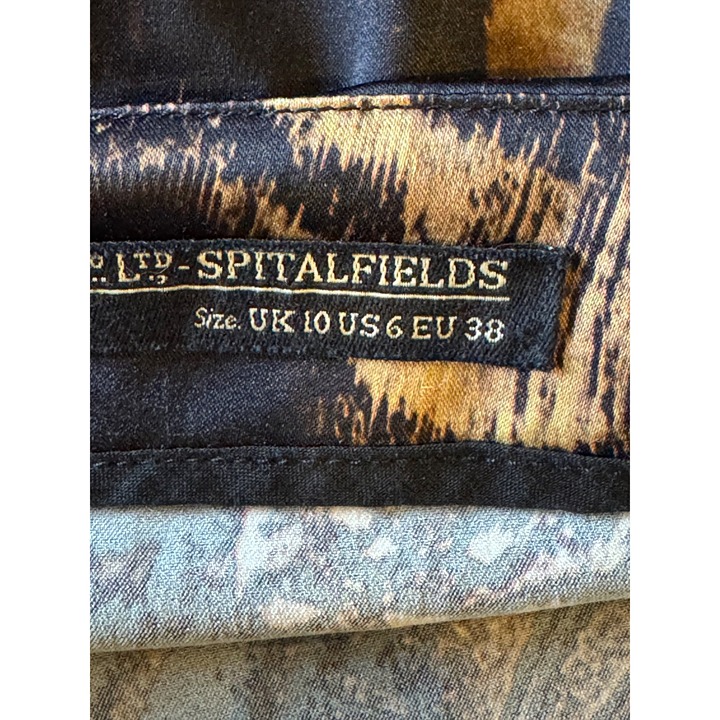 o. LTD.,-SPITALFIELDS
Size. UK 10 US 6 EU 38